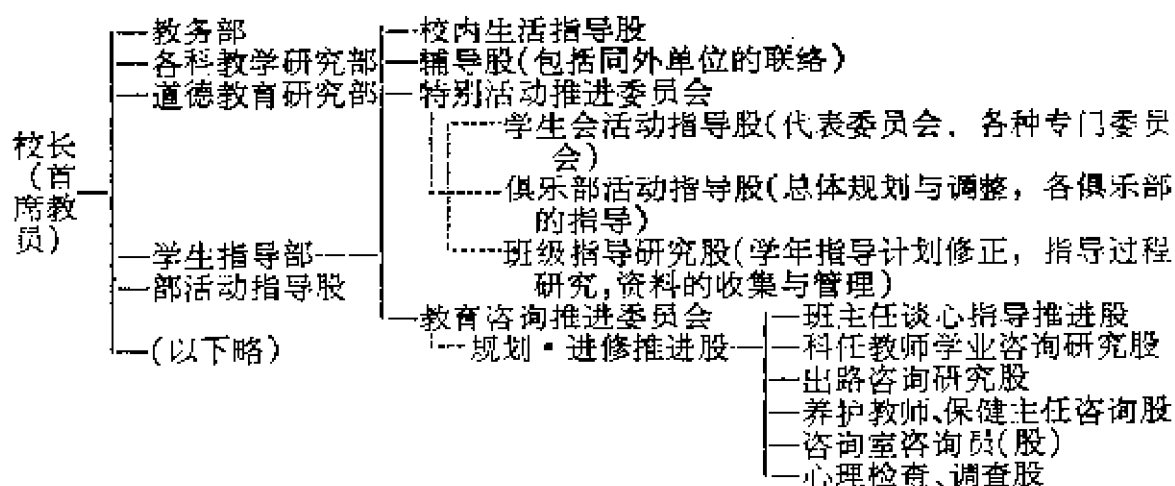 教务部
各科教学研究部
道德教育研究部
校长
(首
席教
员)
学生指导部
部活动指导股
(以下略)
校内生活指导股
辅导股(包括同外单位的联络)
特别活动推进委员会
学生会活动指导股(代表委员会，各种专门委员
会)
俱乐部活动指导股(总体规划与调整，各俱乐部
的指导)
班级指导研究股(学年指导计划修正，指导过程
研究,资料的收集与管理)
教育咨询推进委员会
规划·进修推进股
班主任谈心指导推进股
科任教师学业咨询研究股
出路咨询研究股
养护教师、保健主任咨询股
咨询室咨询员(股)
心理检查、调查股